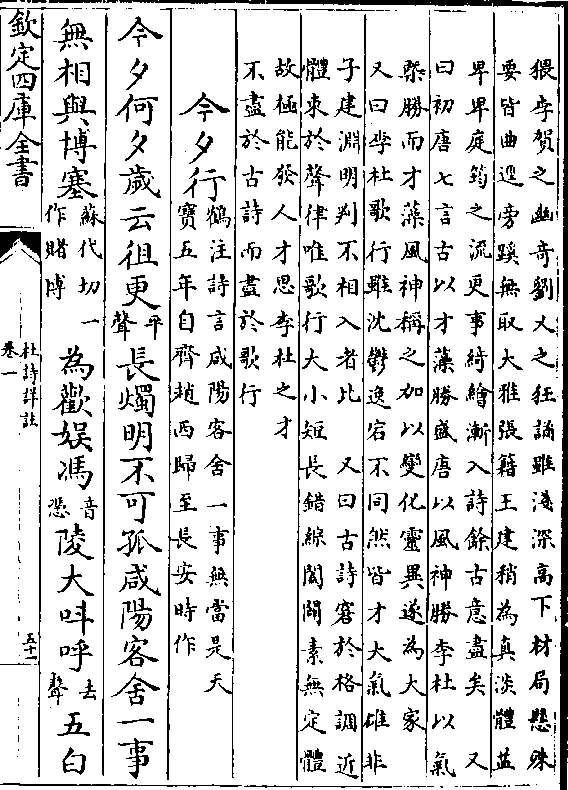 猥李賀之幽奇劉乂之狂譎雖淺深高下材局懸殊
要皆曲逕旁蹊無取大雅張籍王建稍為真淡體益
卑卑庭筠之流更事綺繪漸入詩餘古意盡矣 又
曰初唐七言古以才藻勝盛唐以風神勝李杜以氣
槩勝而才藻風神稱之加以變化靈異遂為大家
又曰李杜歌行雖沈鬱逸宕不同然皆才大氣雄非
子建淵明判不相入者比 又曰古詩窘於格調近
體束於聲律唯歌行大小短長錯綜闔闢素無定體
故極能發人才思李杜之才
不盡於古詩而盡於歌行
今夕行鶴注詩言咸陽客舍一事無當是天
寶五年自齊趙西歸至長安時作
今夕何夕歲云徂更平聲長燭明不可孤咸陽客舍一事
無相與博塞蘇代切一作賭博為歡娛馮音慿陵大呌呼去聲五白
欽定四庫全書
杜詩詳註
卷一
五十一